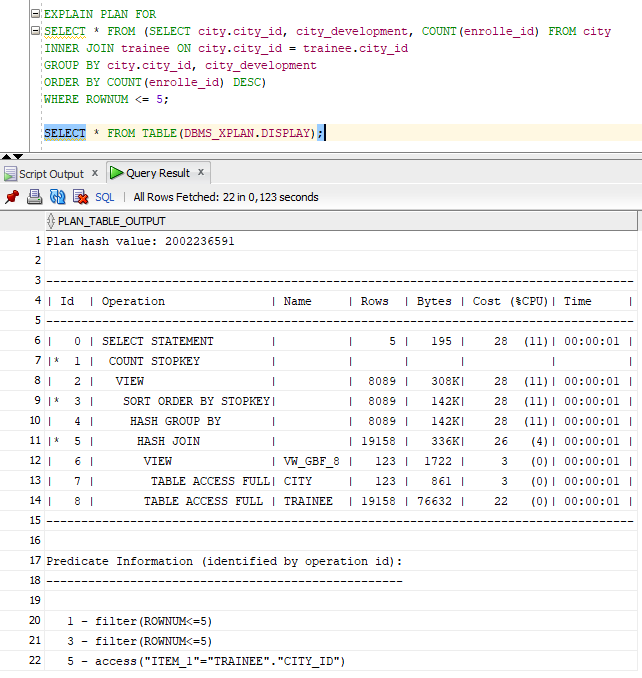 EXPLAIN PLAN FOR
SELECT * FROM (SELECT city.city_id, city_development, COUNT(enrolle_id) FROM city
INNER JOIN trainee ON city.city_id = trainee.city_id
GROUP BY city.city_id, city_development
ORDER BY COUNT(enrolle_id) DESC)
WHERE ROWNUM <= 5;
SELECT * FROM TABLE(DBMS_XPLAN.DISPLAY);
Script Output x Query Result x
SQL | All Rows Fetched: 22 in 0,123 seconds
PLAN_TABLE_OUTPUT
1 Plan hash value: 2002236591
2
3 ------------------------------------------------------------------------------------
4 | Id | Operation | Name | Rows | Bytes | Cost (%CPU)| Time |
5 ------------------------------------------------------------------------------------
6 | 0 | SELECT STATEMENT | | 5 | 195 | 28 (11)| 00:00:01 |
7 |* 1 | COUNT STOPKEY | | | | | |
8 | 2 | VIEW | | 8089 | 308K| 28 (11)| 00:00:01 |
9 |* 3 | SORT ORDER BY STOPKEY| | 8089 | 142K| 28 (11)| 00:00:01 |
10 | 4 | HASH GROUP BY | | 8089 | 142K| 28 (11)| 00:00:01 |
11 |* 5 | HASH JOIN | | 19158 | 336K| 26 (4)| 00:00:01 |
12 | 6 | VIEW | VW_GBF_8 | 123 | 1722 | 3 (0)| 00:00:01 |
13 | 7 | TABLE ACCESS FULL| CITY | 123 | 861 | 3 (0)| 00:00:01 |
14 | 8 | TABLE ACCESS FULL | TRAINEE | 19158 | 76632 | 22 (0)| 00:00:01 |
15 ------------------------------------------------------------------------------------
16
17 Predicate Information (identified by operation id):
18 ---------------------------------------------------
19
20 1 - filter(ROWNUM<=5)
21 3 - filter(ROWNUM<=5)
22 5 - access("ITEM_1"="TRAINEE"."CITY_ID")